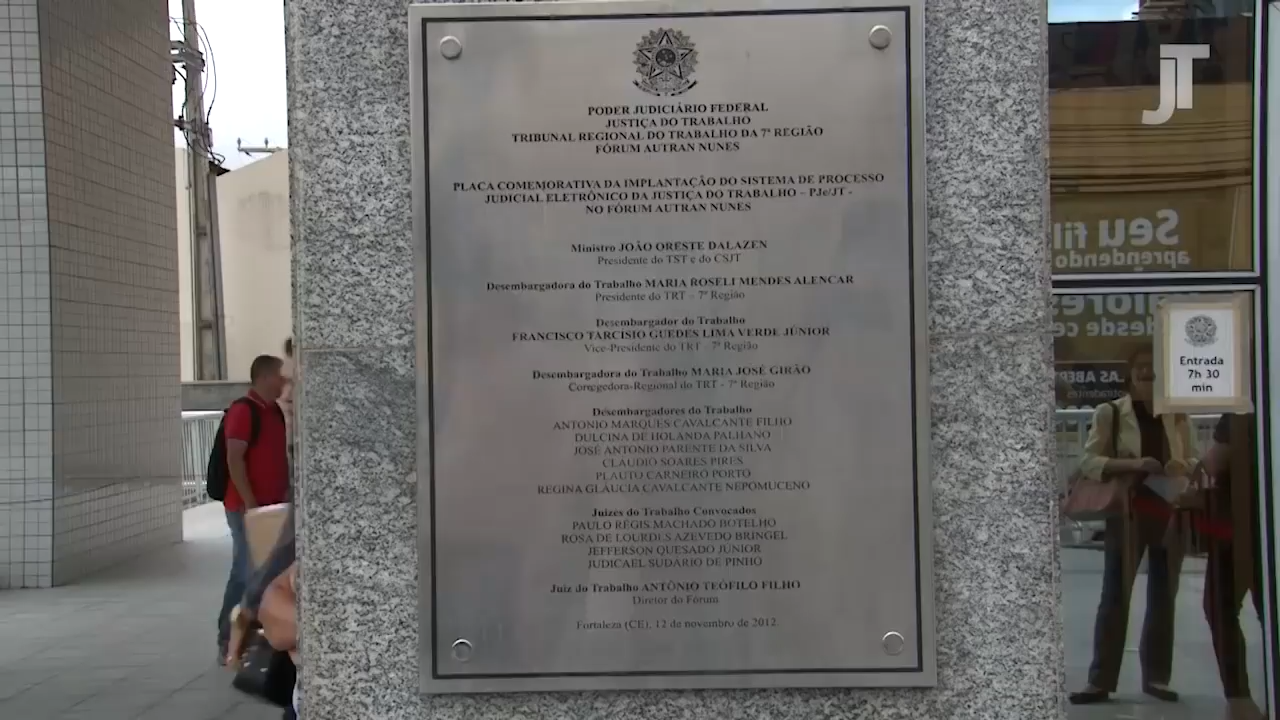 PODER JUDICIÁRIO FEDERAL
JUSTIÇA DO TRABALHO
TRIBUNAL REGIONAL DO TRABALHO DA 7ª REGIÃO
FÓRUM AUTRAN NUNES
PLACA COMEMORATIVA DA IMPLANTAÇÃO DO SISTEMA DE PROCESSO
JUDICIAL ELETRÔNICO DA JUSTIÇA DO TRABALHO – PJe/JT -
NO FÓRUM AUTRAN NUNES
Ministro JOÃO ORESTE DALAZEN
Presidente do TST e do CSJT
Desembargadora do Trabalho MARIA ROSELI MENDES ALENCAR
Presidente do TRT – 7ª Região
Desembargador do Trabalho
FRANCISCO TARCISIO GUEDES LIMA VERDE JÚNIOR
Vice-Presidente do TRT – 7ª Região
Desembargadora do Trabalho MARIA JOSÉ GIRÃO
Corregedora-Regional do TRT - 7ª Região
Desembargadores do Trabalho
ANTONIO MARQUES CAVALCANTE FILHO
DULCINA DE HOLANDA PALHANO
JOSÉ ANTONIO PARENTE DA SILVA
CLAUDIO SOARES PIRES
PLAUTO CARNEIRO PORTO
REGINA GLÁUCIA CAVALCANTE NEPOMUCENO
Juízes do Trabalho Convocados
PAULO RÉGIS MACHADO BOTELHO
ROSA DE LOURDES AZEVEDO BRINGEL
JEFFERSON QUESADO JUNIOR
JUDICAEL SUDÁRIO DE PINHO
Juiz do Trabalho ANTÔNIO TEÓFILO FILHO
Diretor do Fórum
Fortaleza (CE), 12 de novembro de 2012
JT
Seu fil
aprendendo
desde ce
Entrada
7h 30
min